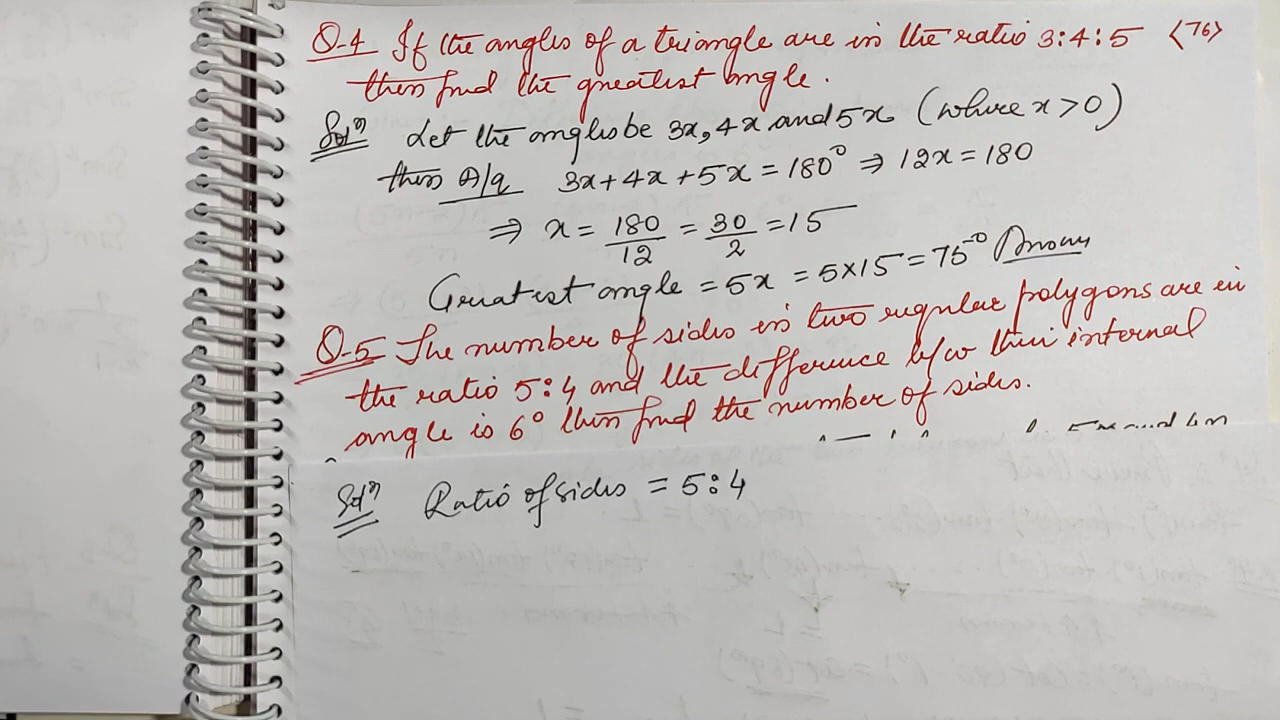 Q-4 If the angles of a triangle are in the ratio 3:4:5 <76>
then find the greatest angle.
Solⁿ Let the angles be 3x, 4x and 5x (where x > 0)
then A/q 3x+4x+5x = 180° ⇒ 12x = 180
⇒ x = 180/12 = 30/2 = 15
Greatest angle = 5x = 5×15 = 75° Answer
Q-5 The number of sides in two regular polygons are in
the ratio 5:4 and the difference b/w their internal
angle is 6° then find the number of sides.
Solⁿ Ratio of sides = 5:4